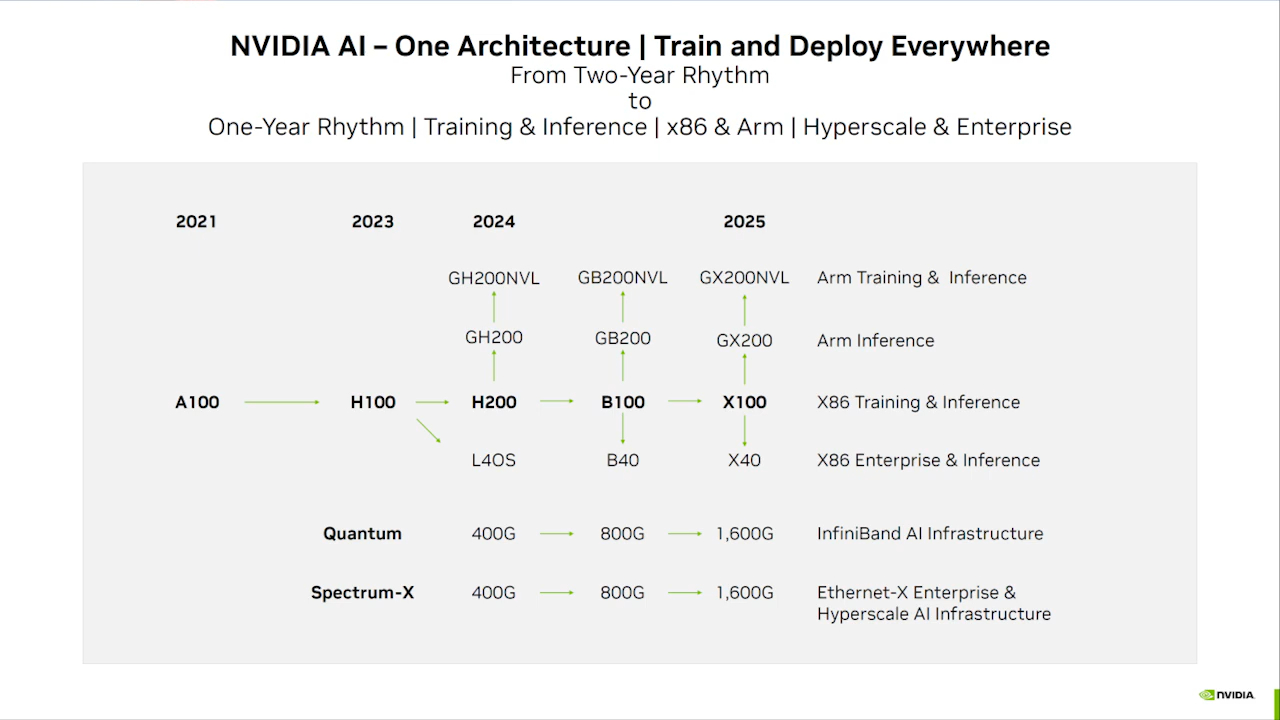 NVIDIA AI – One Architecture | Train and Deploy Everywhere
From Two-Year Rhythm
to
One-Year Rhythm | Training & Inference | x86 & Arm | Hyperscale & Enterprise
2021 2023 2024 2025
GH200NVL GB200NVL GX200NVL Arm Training & Inference
GH200 GB200 GX200 Arm Inference
A100 H100 H200 B100 X100 X86 Training & Inference
L4OS B40 X40 X86 Enterprise & Inference
Quantum 400G 800G 1,600G InfiniBand AI Infrastructure
Spectrum-X 400G 800G 1,600G Ethernet-X Enterprise &
Hyperscale AI Infrastructure
NVIDIA